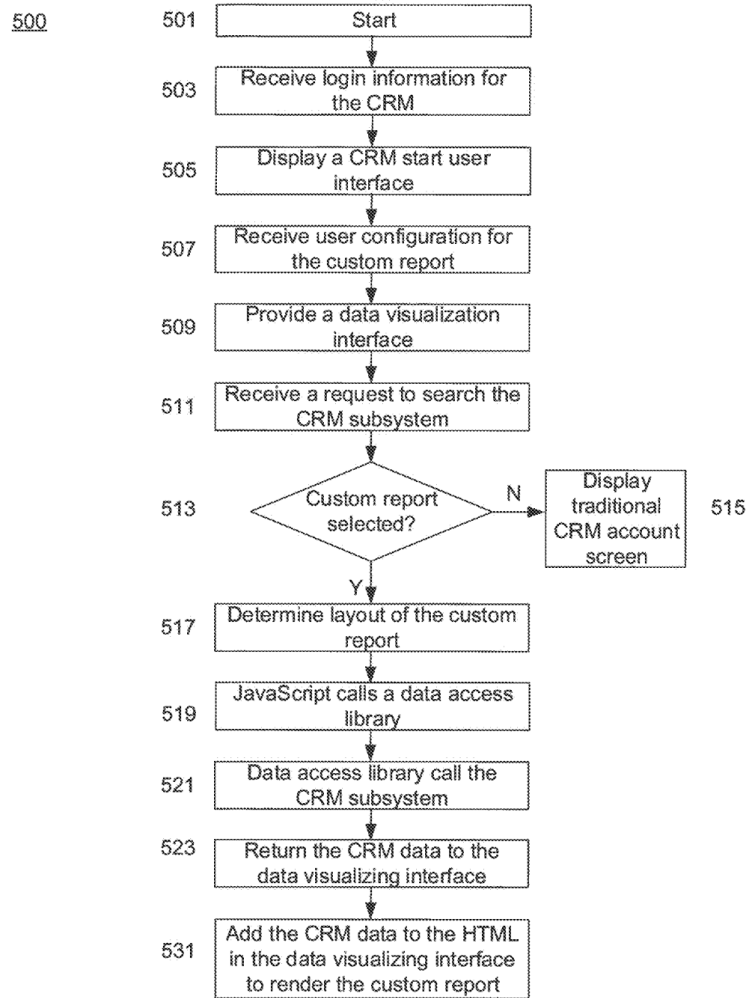 500
501
Start
503
Receive login information for
the CRM
505
Display a CRM start user
interface
507
Receive user configuration for
the custom report
509
Provide a data visualization
interface
511
Receive a request to search the
CRM subsystem
513
Custom report
selected?
N
Display
traditional
CRM account
screen
515
Y
517
Determine layout of the custom
report
519
JavaScript calls a data access
library
521
Data access library call the
CRM subsystem
523
Return the CRM data to the
data visualizing interface
531
Add the CRM data to the HTML
in the data visualizing interface
to render the custom report